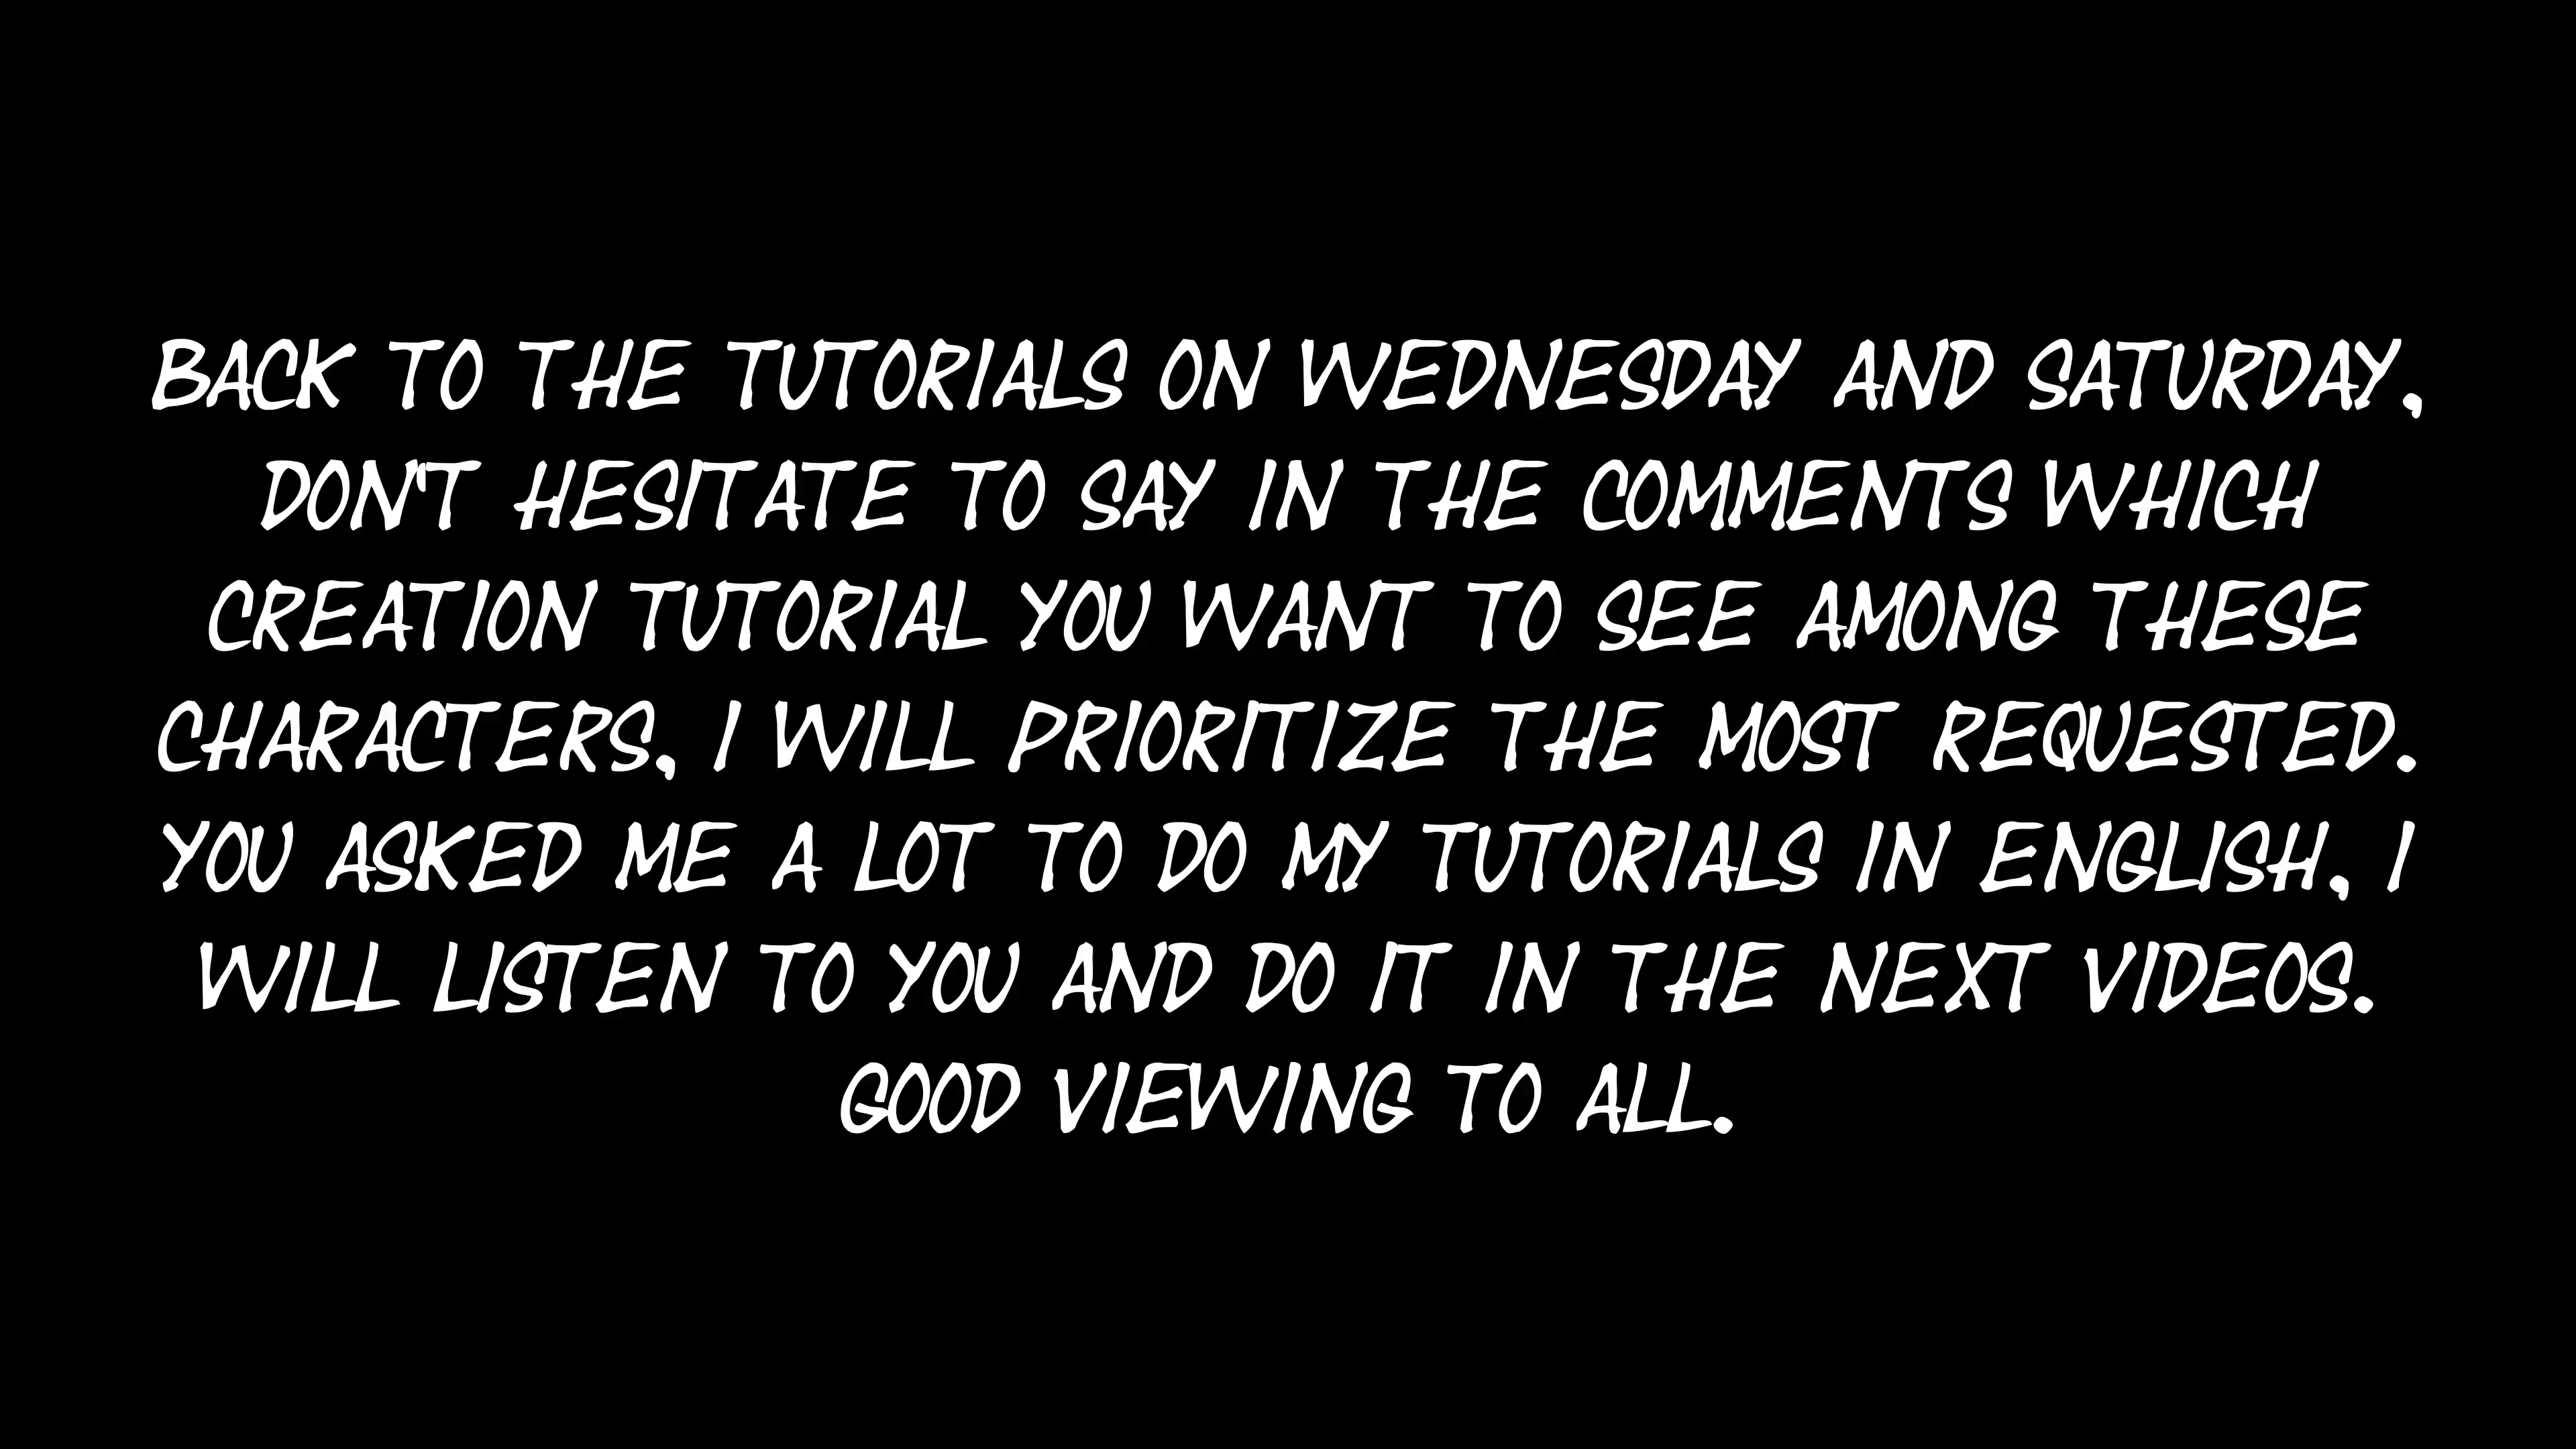 BACK TO THE TUTORIALS ON WEDNESDAY AND SATURDAY,
DON'T HESITATE TO SAY IN THE COMMENTS WHICH
CREATION TUTORIAL YOU WANT TO SEE AMONG THESE
CHARACTERS, I WILL PRIORITIZE THE MOST REQUESTED.
YOU ASKED ME A LOT TO DO MY TUTORIALS IN ENGLISH, I
WILL LISTEN TO YOU AND DO IT IN THE NEXT VIDEOS.
GOOD VIEWING TO ALL.